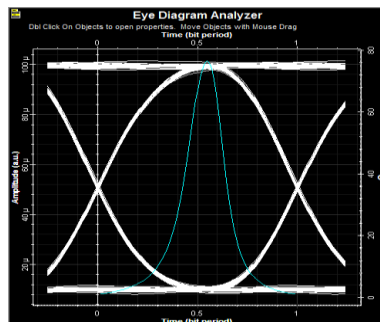 Eye Diagram Analyzer
Dbl Click On Objects to open properties. Move Objects with Mouse Drag
Time (bit period)
0 0.5 1
100 µ
80 µ
60 µ
40 µ
20 µ
Amplitude (a.u.)
80
60
40
20
0
0 0.5 1
Time (bit period)